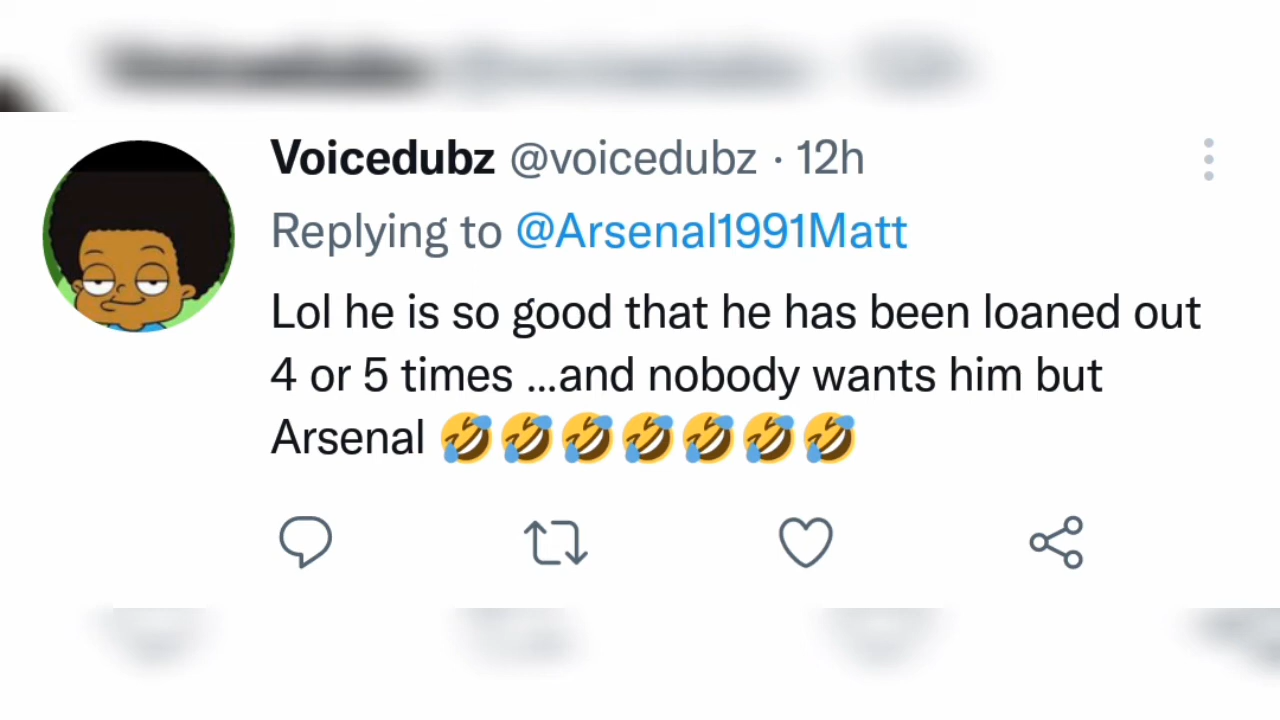 Voicedubz @voicedubz · 12h
Replying to @Arsenal1991Matt
Lol he is so good that he has been loaned out
4 or 5 times ...and nobody wants him but
Arsenal 🤣🤣🤣🤣🤣🤣🤣